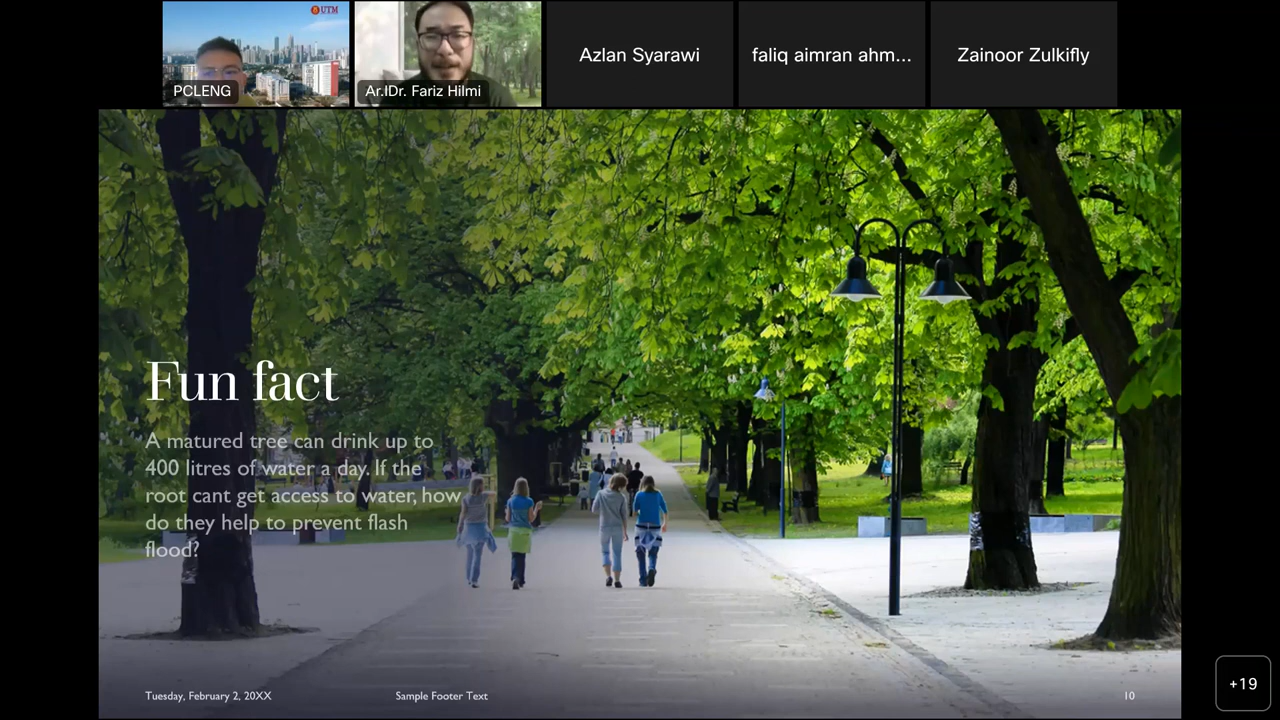 UTM
PCLENG
Ar.IDr. Fariz Hilmi
Azlan Syarawi
faliq aimran ahm...
Zainoor Zulkifly
Fun fact
A matured tree can drink up to
400 litres of water a day. If the
root cant get access to water, how
do they help to prevent flash
flood?
Tuesday, February 2, 20XX
Sample Footer Text
10
+19